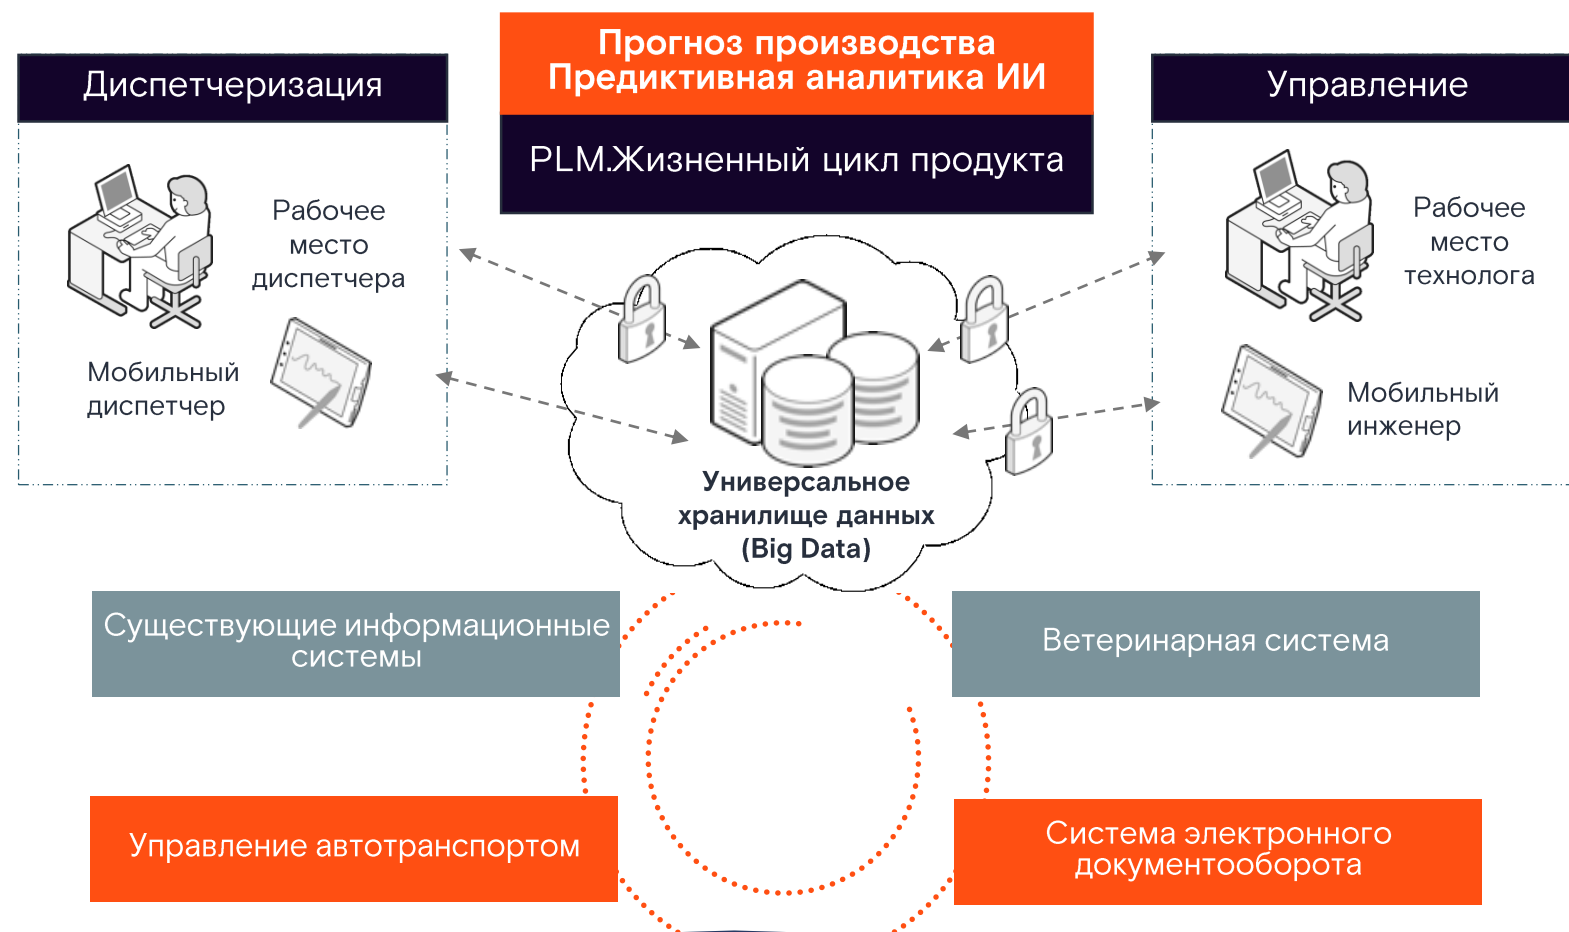 Прогноз производства
Предиктивная аналитика ИИ
PLM.Жизненный цикл продукта
Диспетчеризация
Рабочее
место
диспетчера
Мобильный
диспетчер
Управление
Рабочее
место
технолога
Мобильный
инженер
Универсальное
хранилище данных
(Big Data)
Существующие информационные
системы
Ветеринарная система
Управление автотранспортом
Система электронного
документооборота